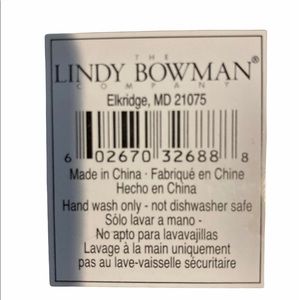 THE
LINDY BOWMAN®
COMPANY
Elkridge, MD 21075
6 02670 32688 8
Made in China · Fabriqué en Chine
Hecho en China
Hand wash only - not dishwasher safe
Sólo lavar a mano -
No apto para lavavajillas
Lavage à la main uniquement
pas au lave-vaisselle sécuritaire